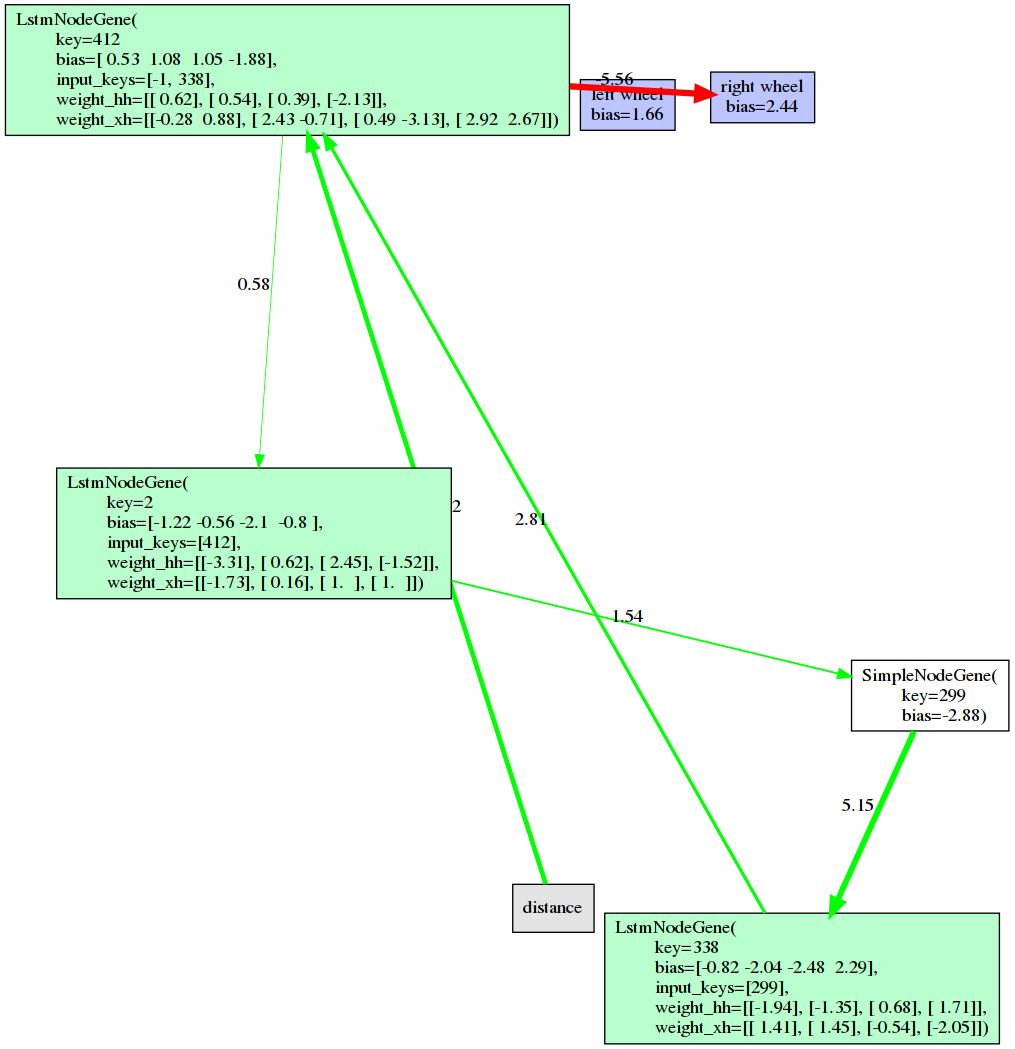 LstmNodeGene(
key=412
bias=[ 0.53  1.08  1.05 -1.88],
input_keys=[-1, 338],
weight_hh=[[ 0.62], [ 0.54], [ 0.39], [-2.13]],
weight_xh=[[-0.28  0.88], [ 2.43 -0.71], [ 0.49 -3.13], [ 2.92  2.67]])
-5.56
left wheel
bias=1.66
right wheel
bias=2.44
0.58
LstmNodeGene(
key=2
bias=[-1.22 -0.56 -2.1  -0.8 ],
input_keys=[412],
weight_hh=[[-3.31], [ 0.62], [ 2.45], [-1.52]],
weight_xh=[[-1.73], [ 0.16], [ 1.  ], [ 1.  ]])
2
2.81
1.54
SimpleNodeGene(
key=299
bias=-2.88)
5.15
distance
LstmNodeGene(
key=338
bias=[-0.82 -2.04 -2.48  2.29],
input_keys=[299],
weight_hh=[[-1.94], [-1.35], [ 0.68], [ 1.71]],
weight_xh=[[ 1.41], [ 1.45], [-0.54], [-2.05]])